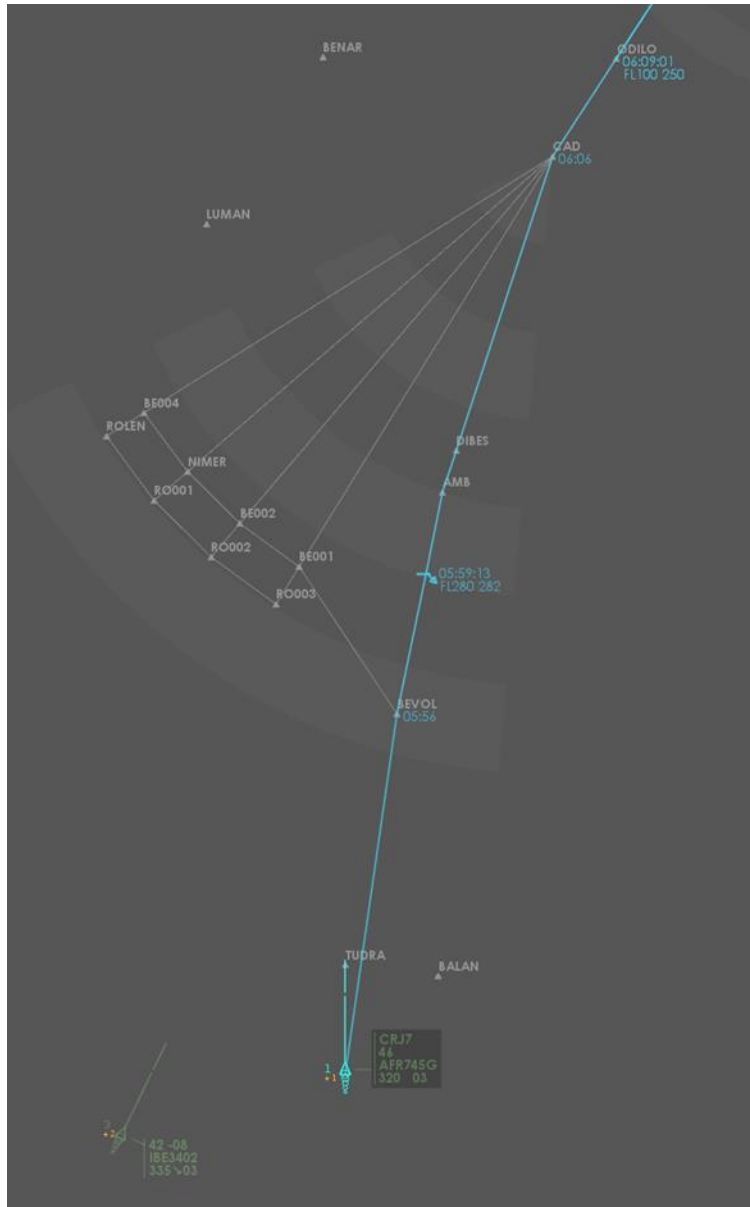 BENAR
ODILO
06:09:01
FL100 250
CAD
06:06
LUMAN
BE004
ROLEN
DIBES
NIMER
AMB
RO001
BE002
RO002
BE001
05:59:13
FL280 282
RO003
BEVOL
05:56
TUDRA
BALAN
CRJ7
46
AFR74SG
320 03
1
★1
★2
42 -08
IBE3402
335↘03